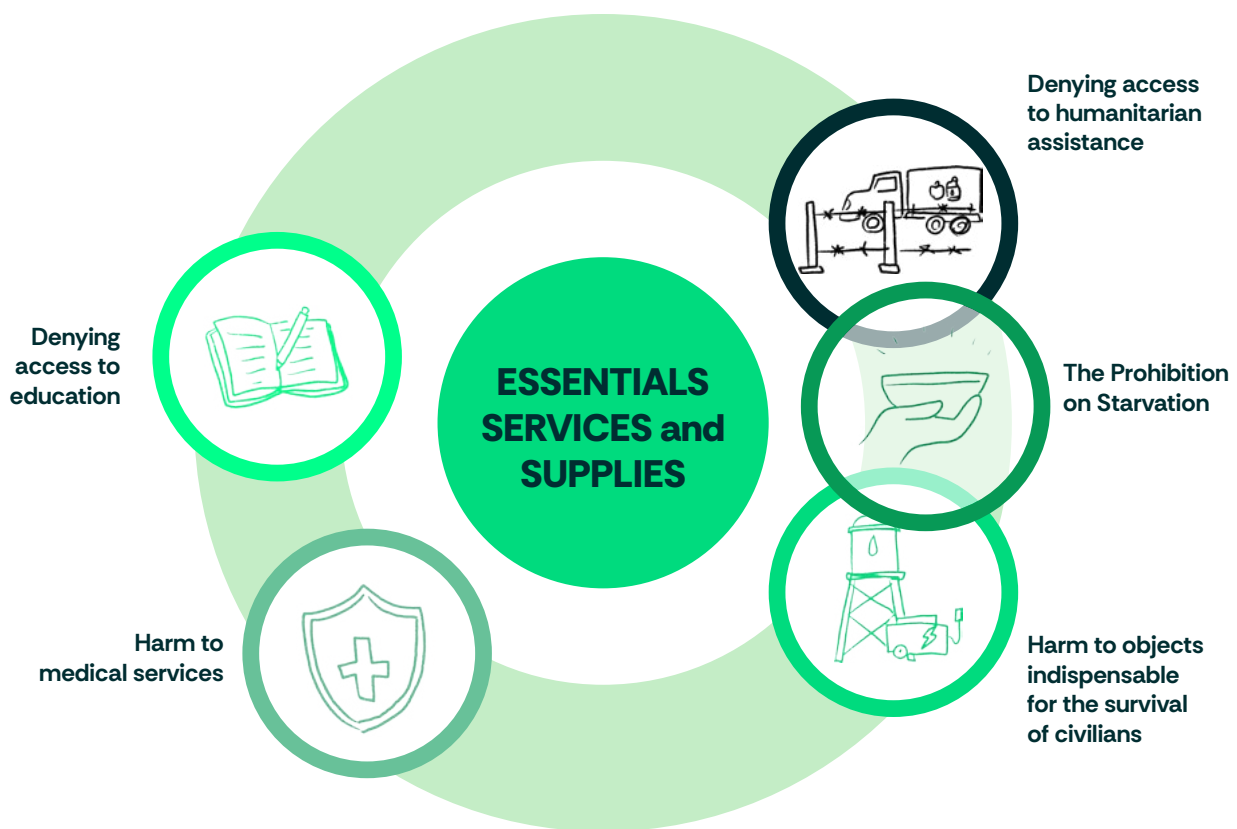 Denying access
to humanitarian
assistance
Denying
access to
education
ESSENTIALS
SERVICES and
SUPPLIES
The Prohibition
on Starvation
Harm to
medical services
Harm to objects
indispensable
for the survival
of civilians